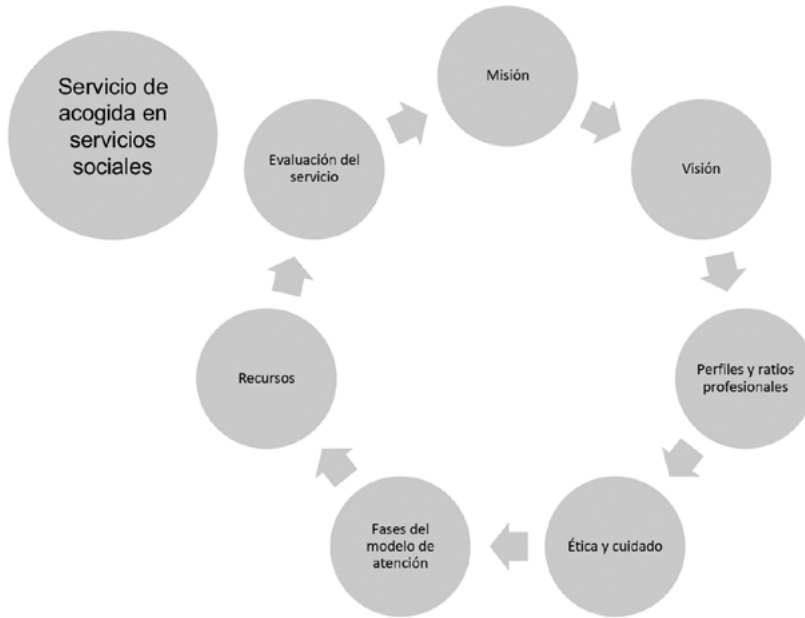 Servicio de
acogida en
servicios
sociales
Misión
Visión
Perfiles y ratios
profesionales
Ética y cuidado
Fases del
modelo de
atención
Recursos
Evaluación del
servicio